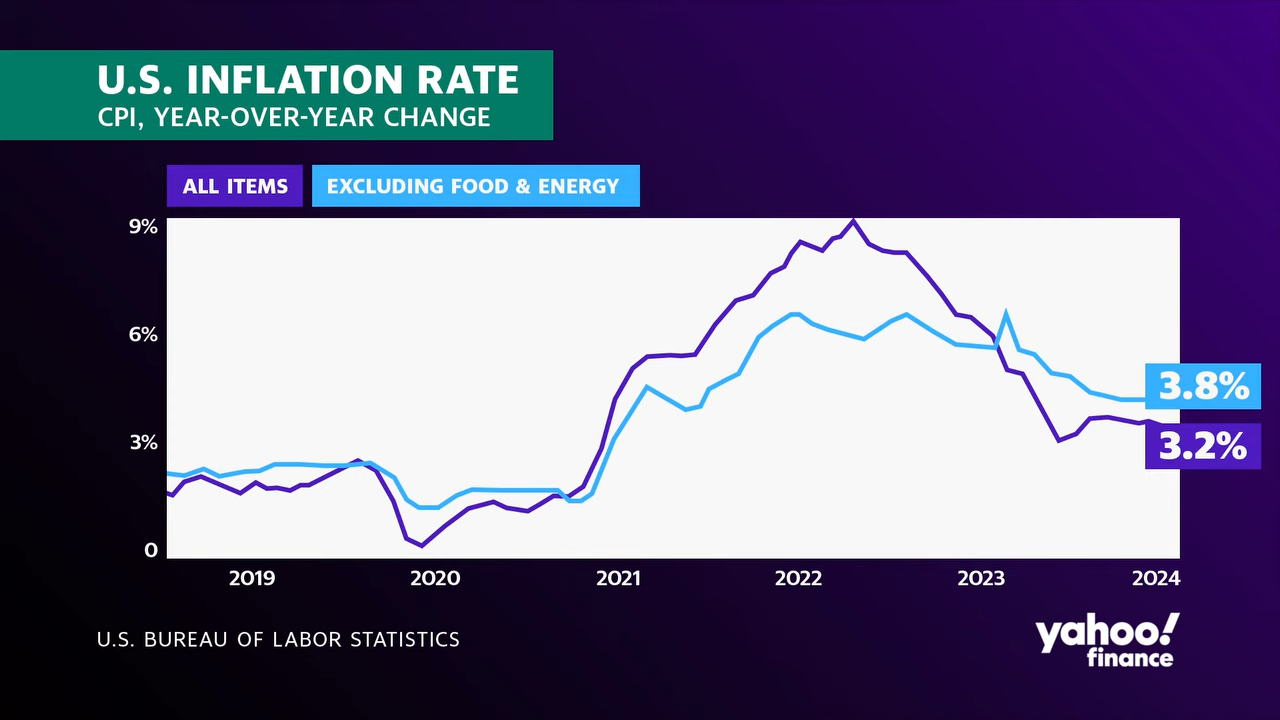 U.S. INFLATION RATE
CPI, YEAR-OVER-YEAR CHANGE
ALL ITEMS
EXCLUDING FOOD & ENERGY
9%
6%
3%
0
3.8%
3.2%
2019
2020
2021
2022
2023
2024
U.S. BUREAU OF LABOR STATISTICS
yahoo!
finance